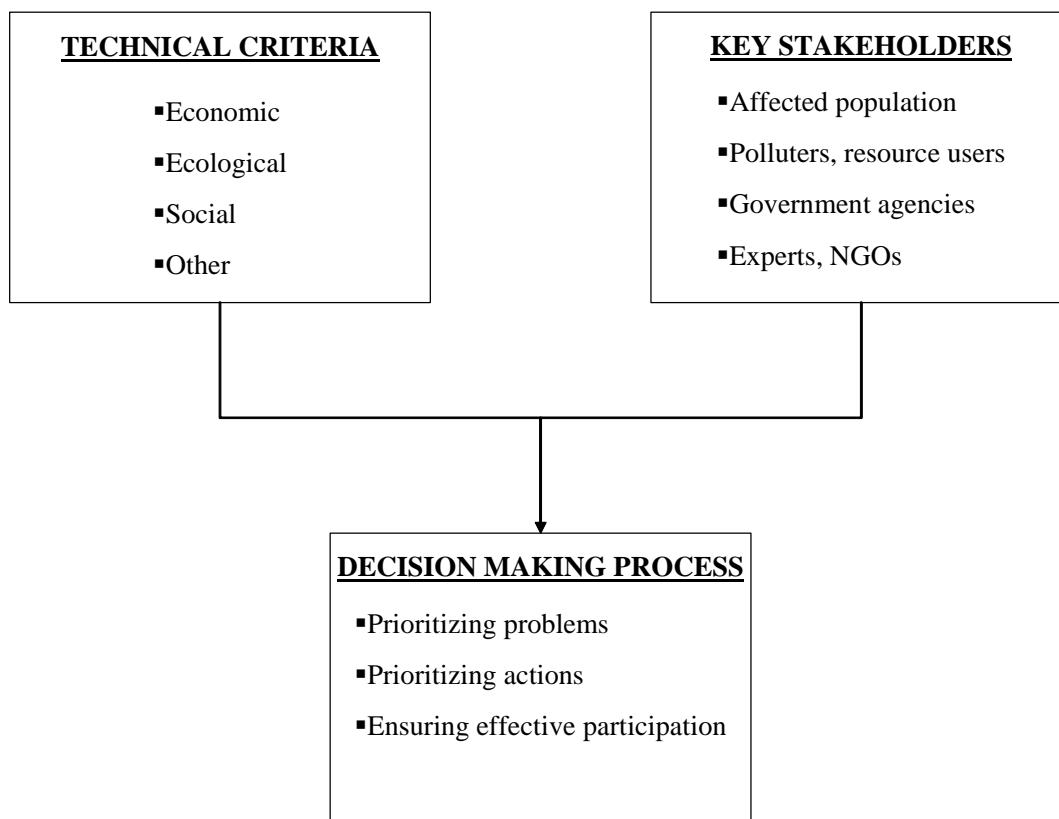 TECHNICAL CRITERIA
▪Economic
▪Ecological
▪Social
▪Other
KEY STAKEHOLDERS
▪Affected population
▪Polluters, resource users
▪Government agencies
▪Experts, NGOs
DECISION MAKING PROCESS
▪Prioritizing problems
▪Prioritizing actions
▪Ensuring effective participation